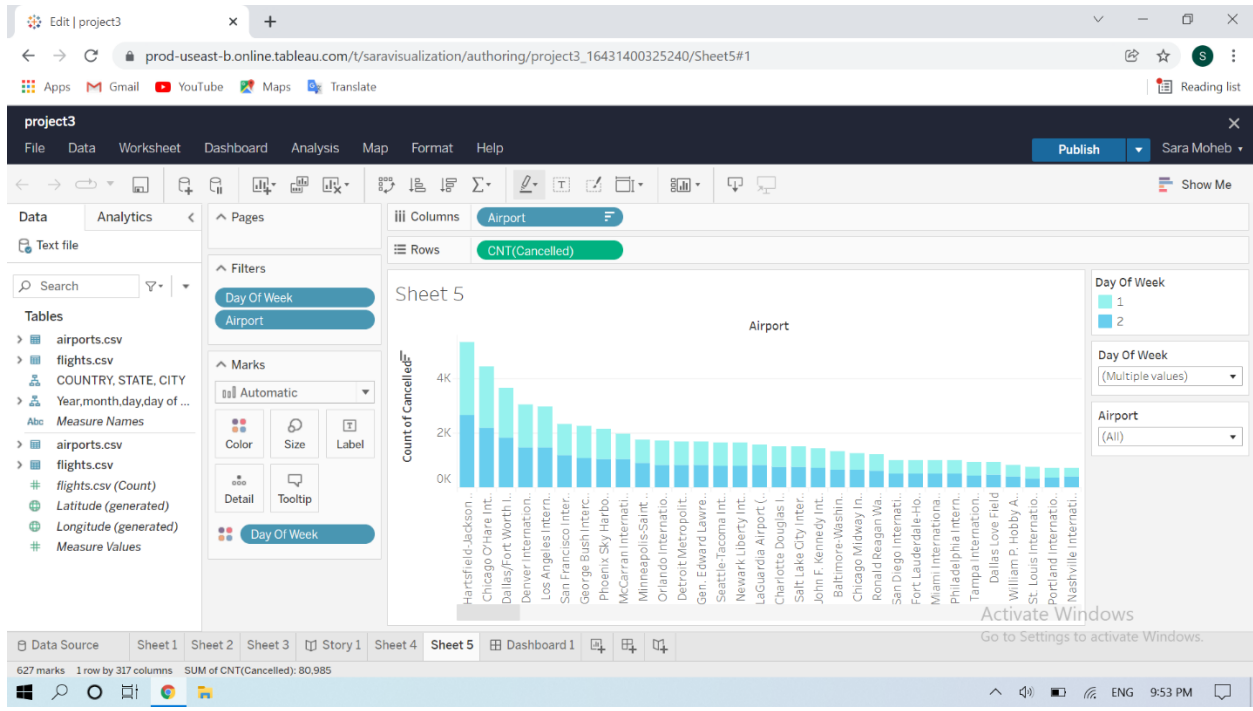 Edit | project3
prod-useast-b.online.tableau.com/t/saravisualization/authoring/project3_16431400325240/Sheet5#1
S
Apps Gmail YouTube Maps Translate Reading list
project3
File Data Worksheet Dashboard Analysis Map Format Help Publish Sara Moheb
Show Me
Data Analytics
Text file
Search
Tables
airports.csv
flights.csv
COUNTRY, STATE, CITY
Year,month,day,day of ...
Abc Measure Names
airports.csv
flights.csv
# flights.csv (Count)
Latitude (generated)
Longitude (generated)
# Measure Values
Pages
Filters
Day Of Week
Airport
Marks
Automatic
Color Size Label
Detail Tooltip
Day Of Week
iii Columns Airport
Rows CNT(Cancelled)
Sheet 5
Airport
Count of Cancelled
4K
2K
0K
Hartsfield-Jackson ..
Chicago O'Hare Int..
Dallas/Fort Worth I..
Denver Internation..
Los Angeles Intern..
San Francisco Inter..
George Bush Interc..
Phoenix Sky Harbo..
McCarran Internati..
Minneapolis-Saint ..
Orlando Internatio..
Detroit Metropolit..
Gen. Edward Lawre..
Seattle-Tacoma Int..
Newark Liberty Int..
LaGuardia Airport (..
Charlotte Douglas I..
Salt Lake City Inter..
John F. Kennedy Int..
Baltimore-Washin..
Chicago Midway In..
Ronald Reagan Wa..
San Diego Internati..
Fort Lauderdale-Ho..
Miami Internationa..
Philadelphia Intern..
Tampa Internation..
Dallas Love Field
William P. Hobby A..
St. Louis Internatio..
Portland Internatio..
Nashville Internati..
Day Of Week
1
2
Day Of Week
(Multiple values)
Airport
(All)
Activate Windows
Go to Settings to activate Windows.
Data Source Sheet 1 Sheet 2 Sheet 3 Story 1 Sheet 4 Sheet 5 Dashboard 1
627 marks 1 row by 317 columns SUM of CNT(Cancelled): 80,985
ENG 9:53 PM